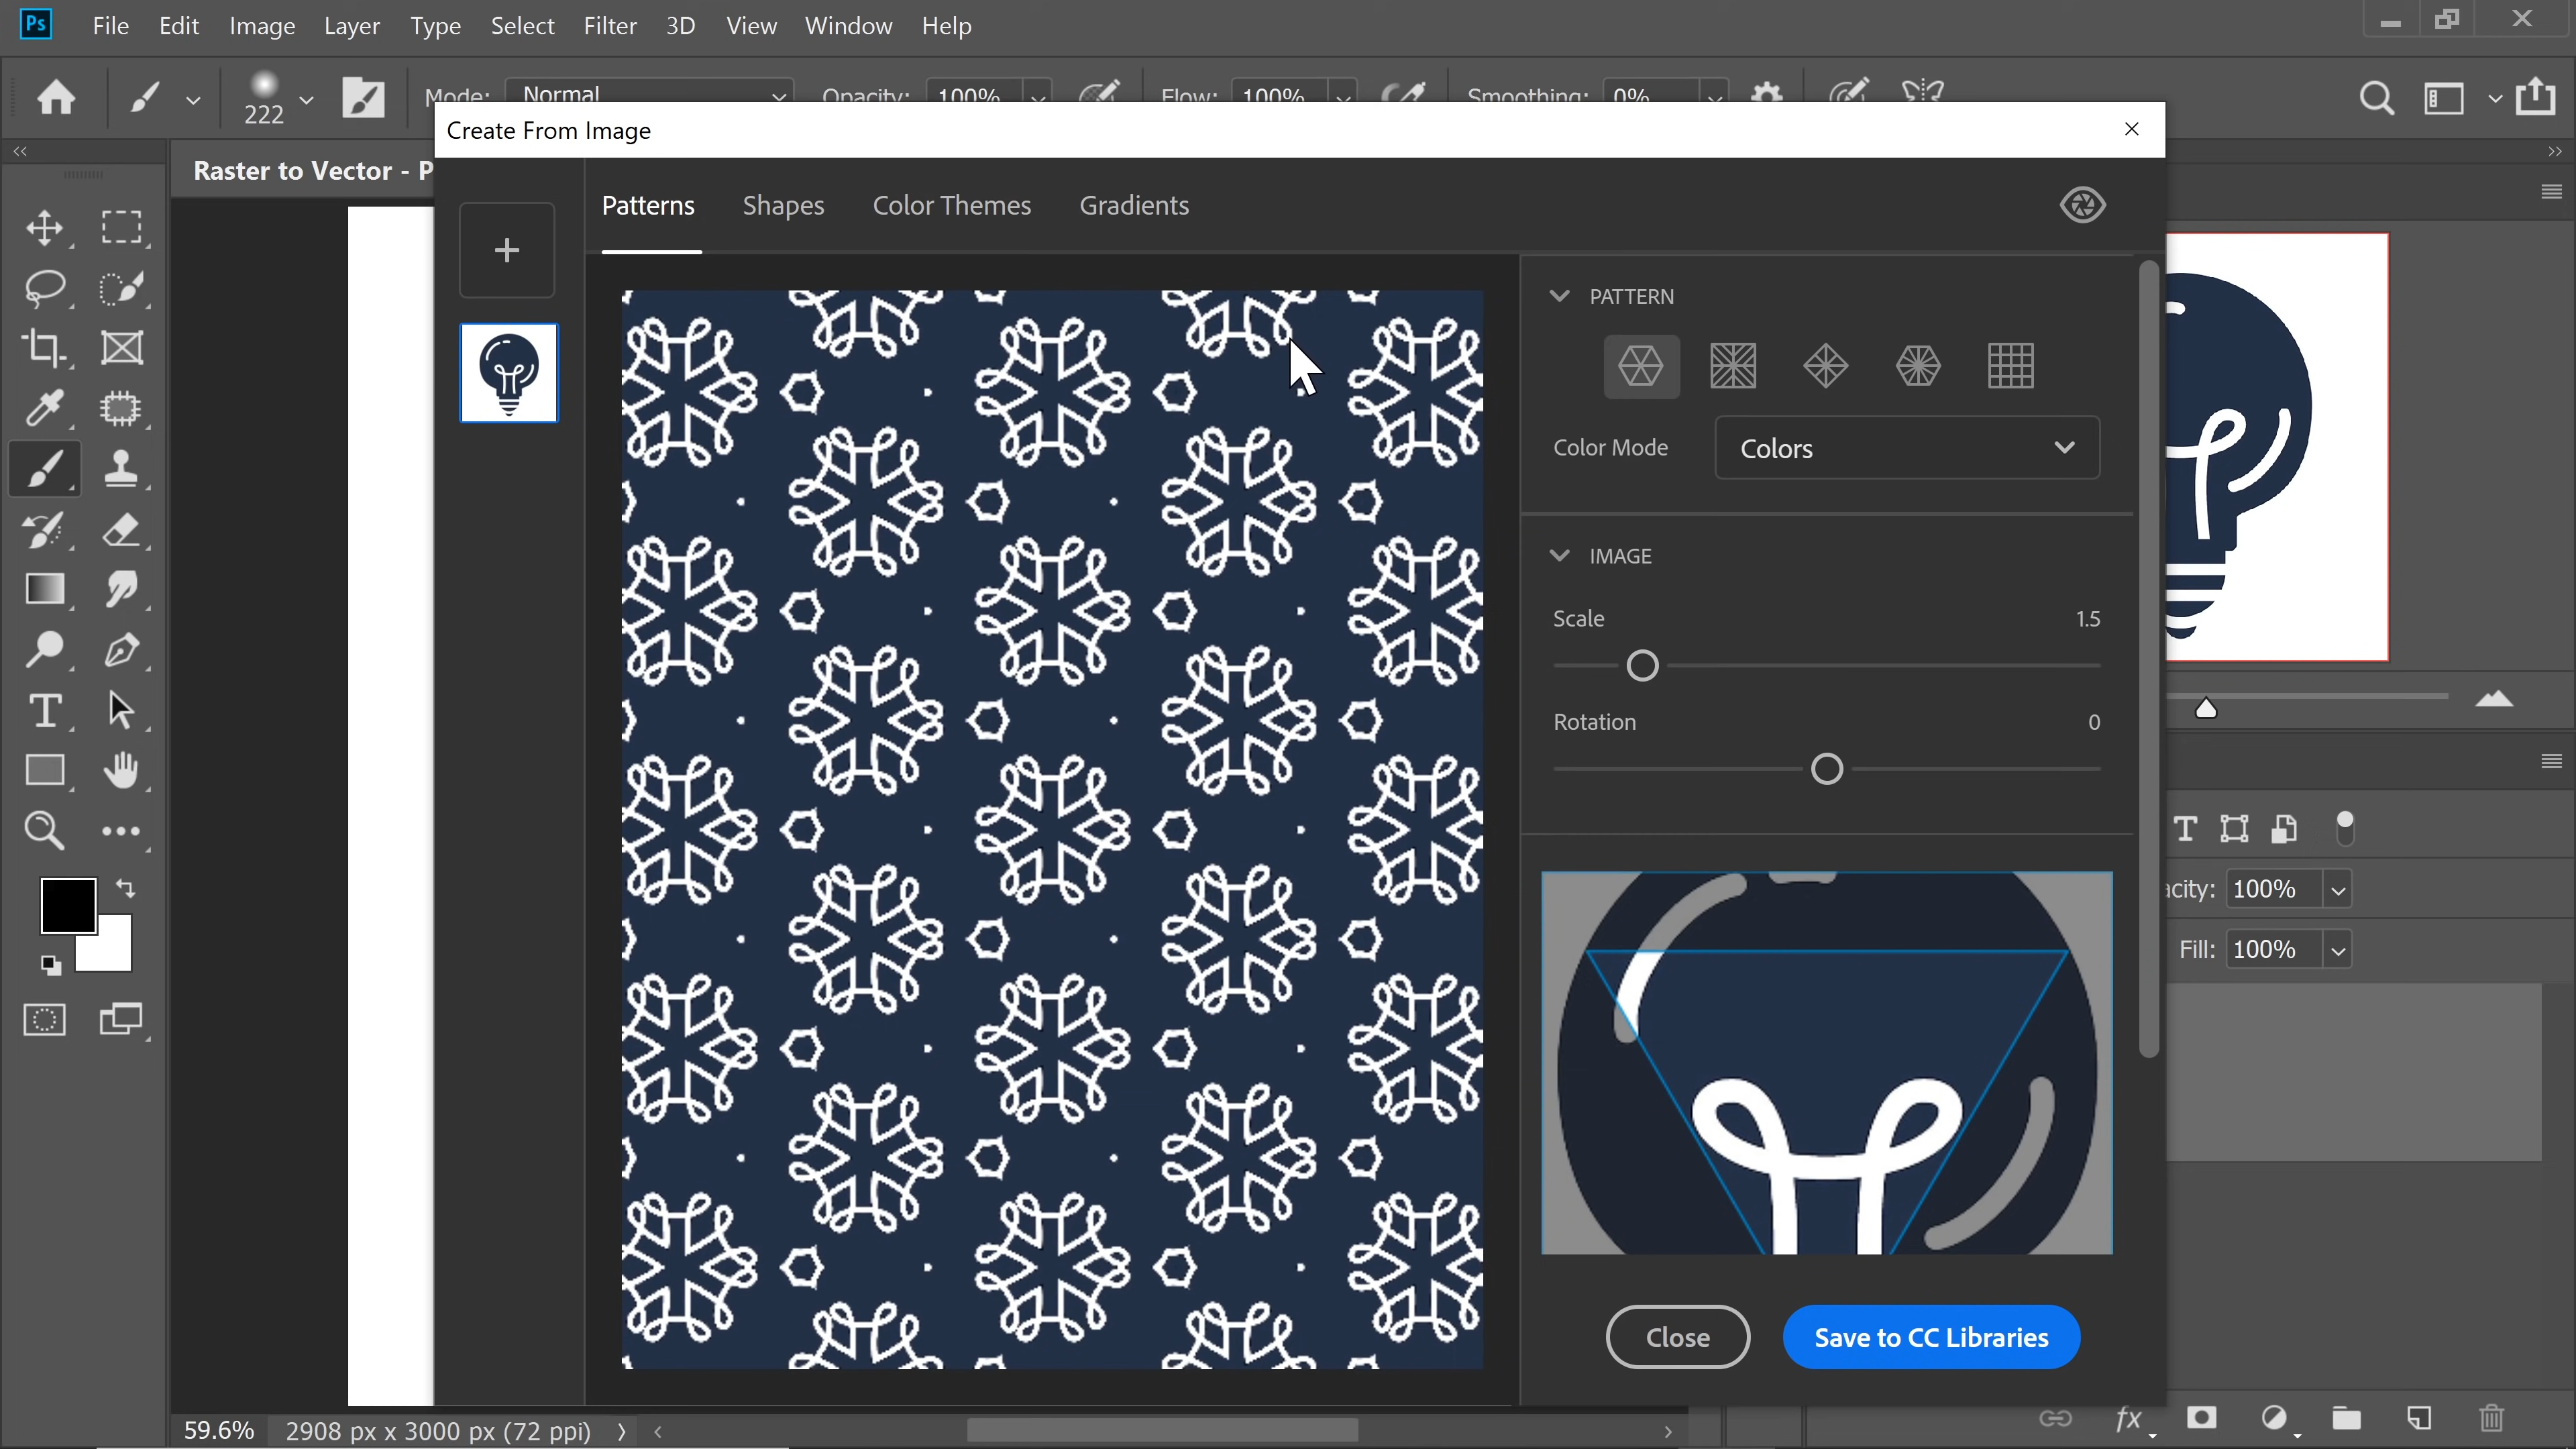 Ps File Edit Image Layer Type Select Filter 3D View Window Help
222 Mode: Normal Opacity: 100% Flow: 100% Smoothing: 0%
Create From Image
Raster to Vector - P
Patterns Shapes Color Themes Gradients
PATTERN
Color Mode Colors
IMAGE
Scale 1.5
Rotation 0
acity: 100%
Fill: 100%
Close Save to CC Libraries
59.6% 2908 px x 3000 px (72 ppi)
fx